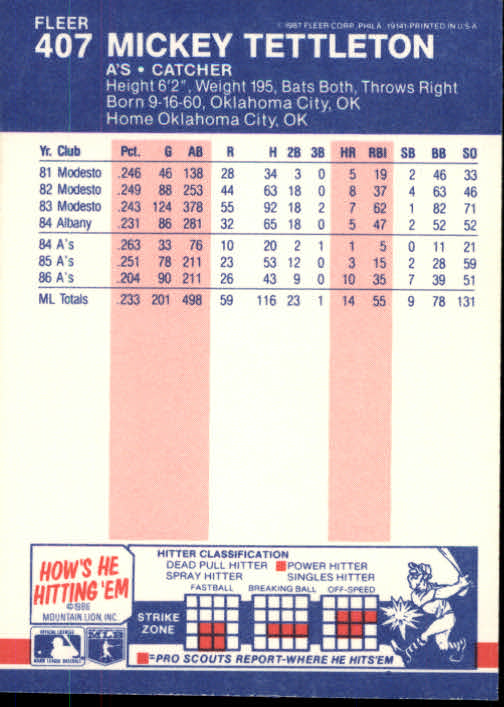 FLEER © 1987 FLEER CORP. PHILA. 19141-PRINTED IN U.S.A.
407 MICKEY TETTLETON
A'S • CATCHER
Height 6'2", Weight 195, Bats Both, Throws Right
Born 9-16-60, Oklahoma City, OK
Home Oklahoma City, OK
Yr. Club Pct. G AB R H 2B 3B HR RBI SB BB SO
81 Modesto .246 46 138 28 34 3 0 5 19 2 46 33
82 Modesto .249 88 253 44 63 18 0 8 37 4 63 46
83 Modesto .243 124 378 55 92 18 2 7 62 1 82 71
84 Albany .231 86 281 32 65 18 0 5 47 2 52 52
84 A's .263 33 76 10 20 2 1 1 5 0 11 21
85 A's .251 78 211 23 53 12 0 3 15 2 28 59
86 A's .204 90 211 26 43 9 0 10 35 7 39 51
ML Totals .233 201 498 59 116 23 1 14 55 9 78 131
HOW'S HE
HITTING 'EM
©1986
MOUNTAIN LION, INC.
OFFICIAL LICENSEE
MAJOR LEAGUE BASEBALL
HITTER CLASSIFICATION
DEAD PULL HITTER POWER HITTER
SPRAY HITTER SINGLES HITTER
FASTBALL BREAKING BALL OFF-SPEED
STRIKE
ZONE
=PRO SCOUTS REPORT-WHERE HE HITS'EM